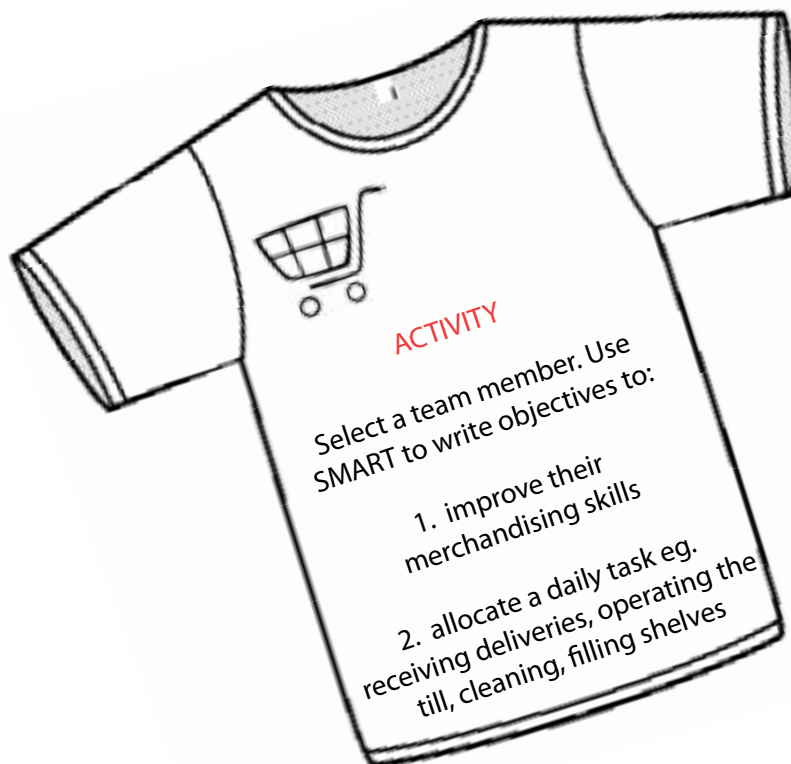 ACTIVITY
Select a team member. Use
SMART to write objectives to:
1. improve their
merchandising skills
2. allocate a daily task eg.
receiving deliveries, operating the
till, cleaning, filling shelves